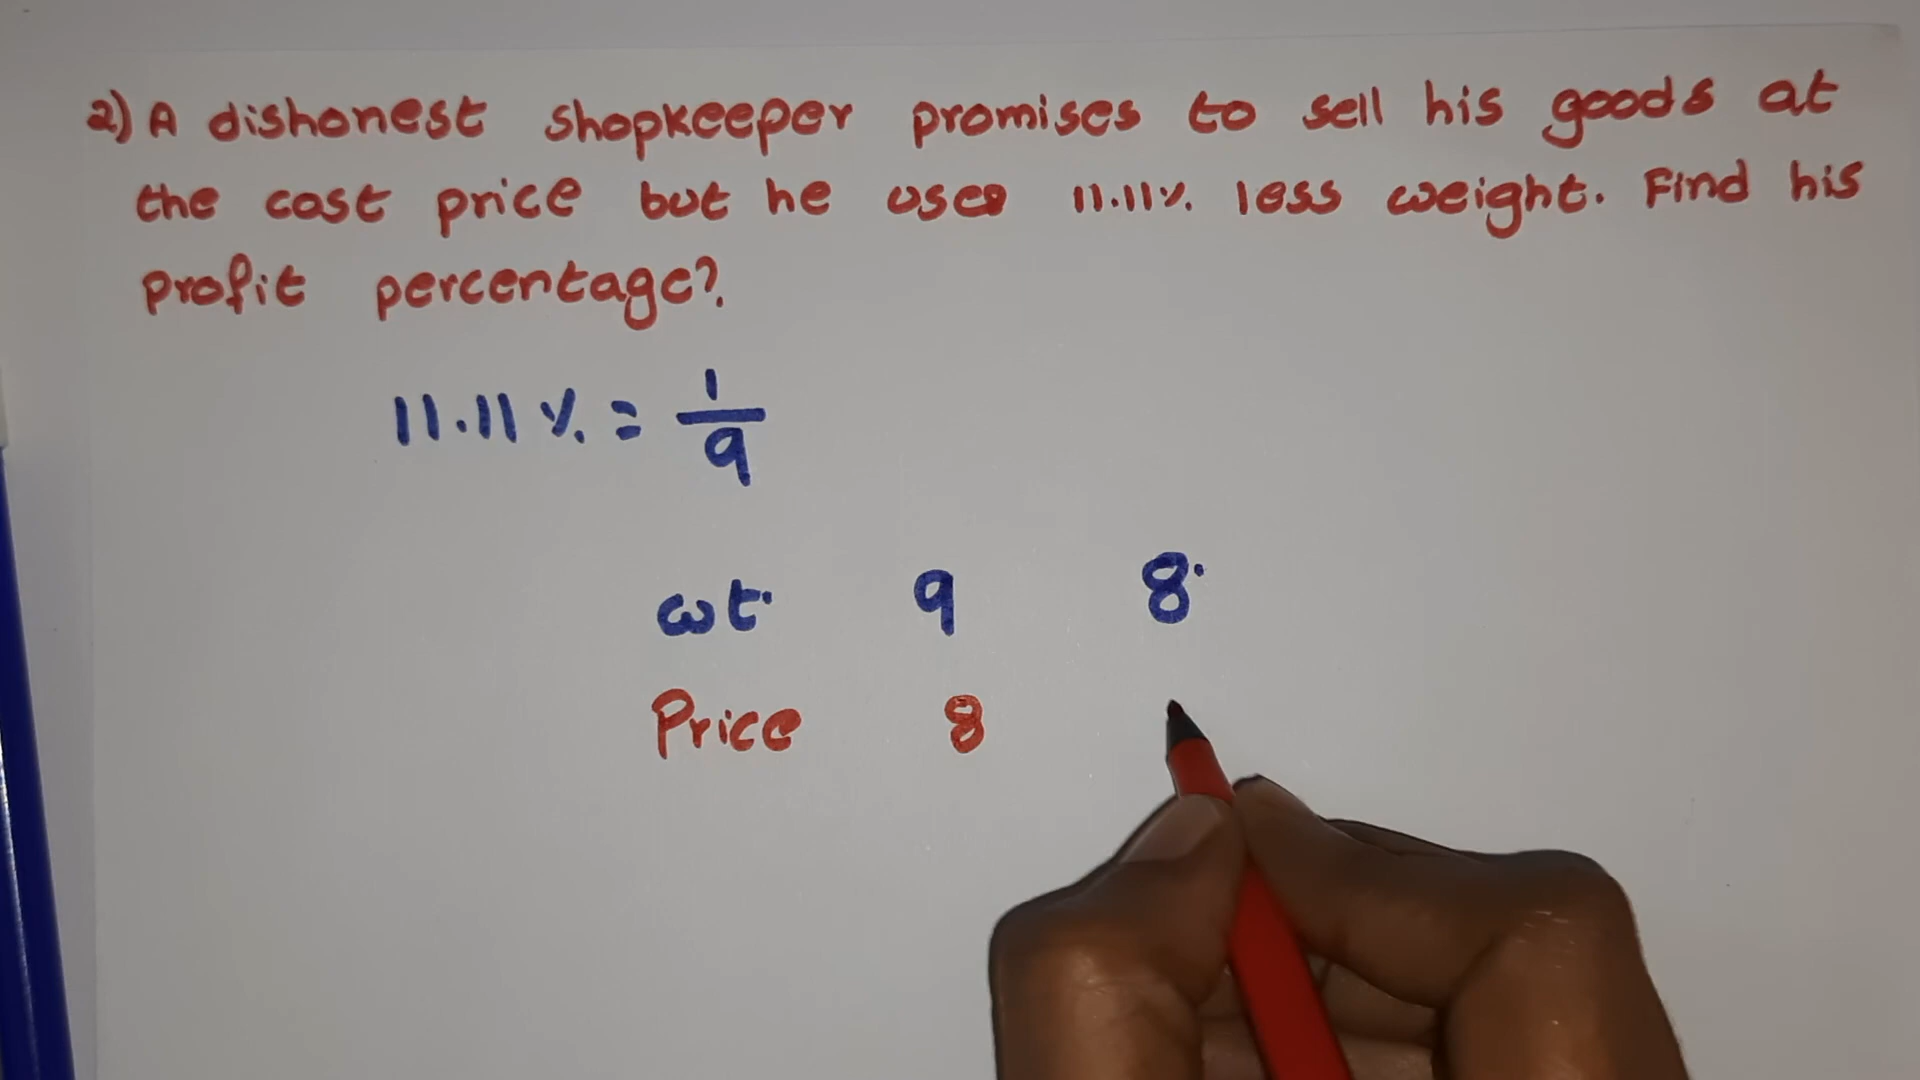 2) A dishonest shopkeeper promises to sell his goods at
the cost price but he uses 11.11% less weight. Find his
profit percentage?
11.11% = 1/9
wt. 9 8.
Price 8